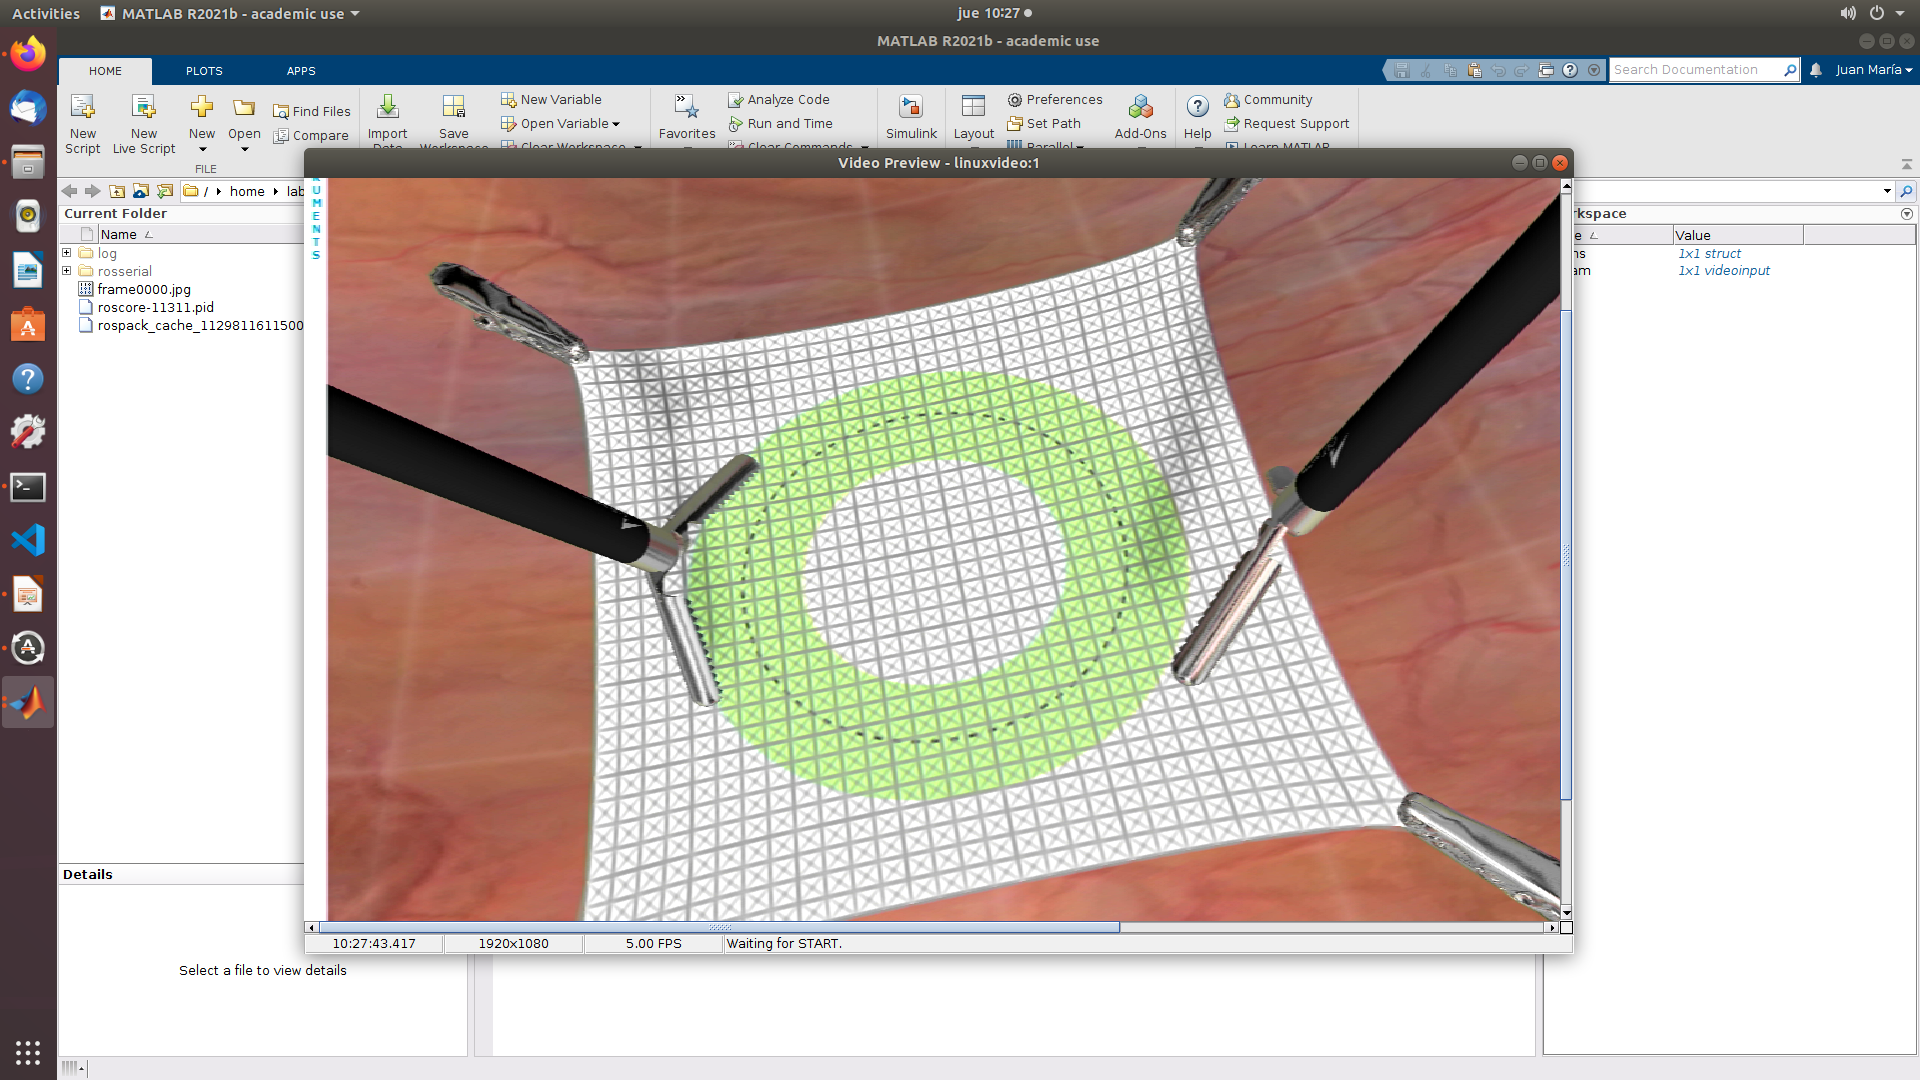 Activities
MATLAB R2021b - academic use
jue 10:27
MATLAB R2021b - academic use
HOME
PLOTS
APPS
Search Documentation
Juan María
New Script
New Live Script
New
Open
Find Files
Compare
Import Data
Save Workspace
New Variable
Open Variable
Clear Workspace
Favorites
Analyze Code
Run and Time
Clear Commands
Simulink
Layout
Preferences
Set Path
Parallel
Add-Ons
Help
Community
Request Support
Learn MATLAB
FILE
Video Preview - linuxvideo:1
/
home
lab
Current Folder
Name
log
rosserial
frame0000.jpg
roscore-11311.pid
rospack_cache_1129811611500
UMENTS
rkspace
e
Value
ns
1x1 struct
am
1x1 videoinput
Details
Select a file to view details
10:27:43.417
1920x1080
5.00 FPS
Waiting for START.